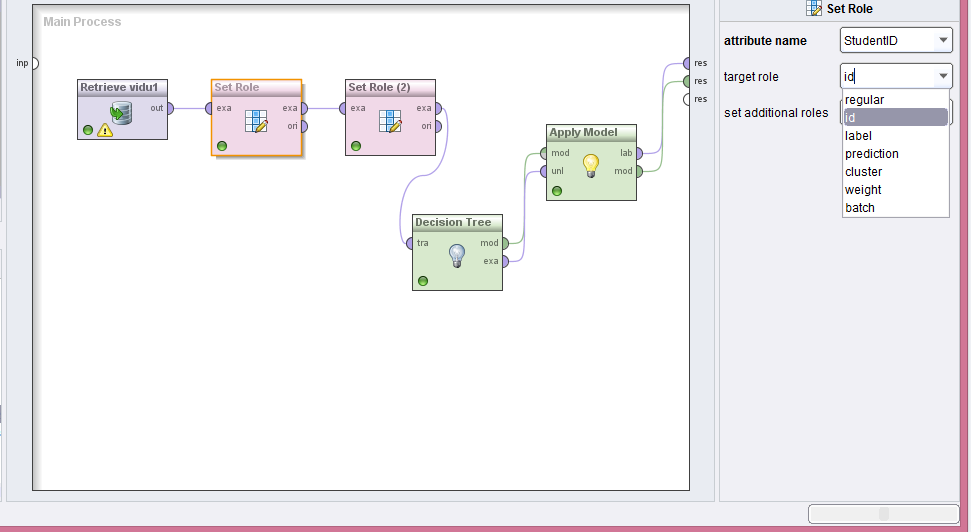 Main Process
inp
Retrieve vidu1
out
Set Role
exa exa
ori
Set Role (2)
exa exa
ori
Apply Model
mod lab
unl mod
Decision Tree
tra mod
exa
res
res
res
Set Role
attribute name StudentID
target role id
set additional roles
regular
id
label
prediction
cluster
weight
batch